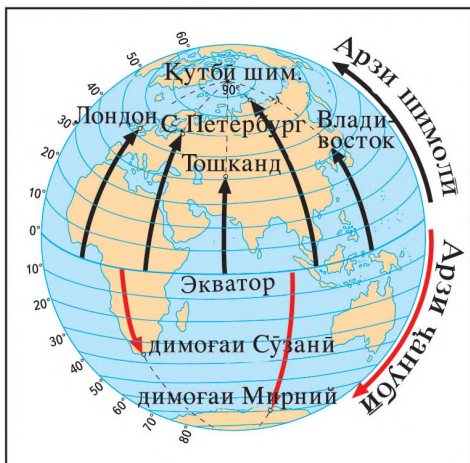 60°
50°
40°
30°
20°
10°
0°
10°
20°
30°
40°
50°
60°
70°
80°
Қутбӣ шим.
90°
Лондон
С.Петербург
Влади-
восток
Тошканд
Экватор
димоғаи Сӯзанӣ
димоғаи Мирний
Арзи шимолӣ
Арзи ҷанубӣ